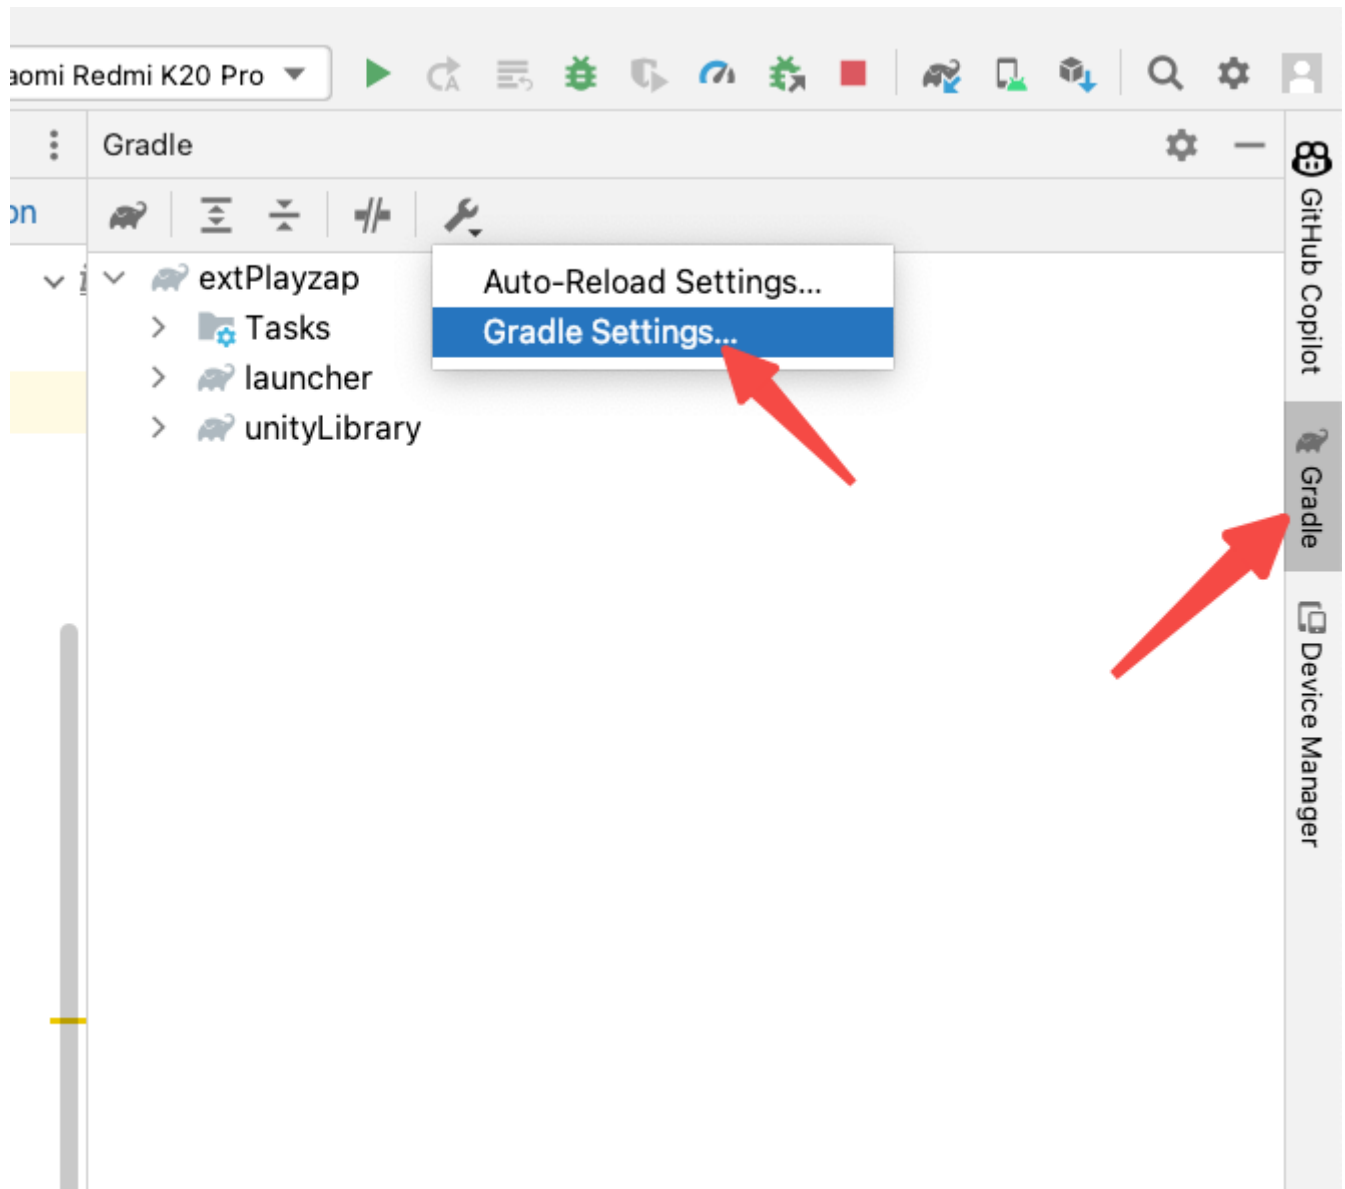 aomi Redmi K20 Pro
Gradle
on
extPlayzap
Tasks
launcher
unityLibrary
Auto-Reload Settings...
Gradle Settings...
GitHub Copilot
Gradle
Device Manager